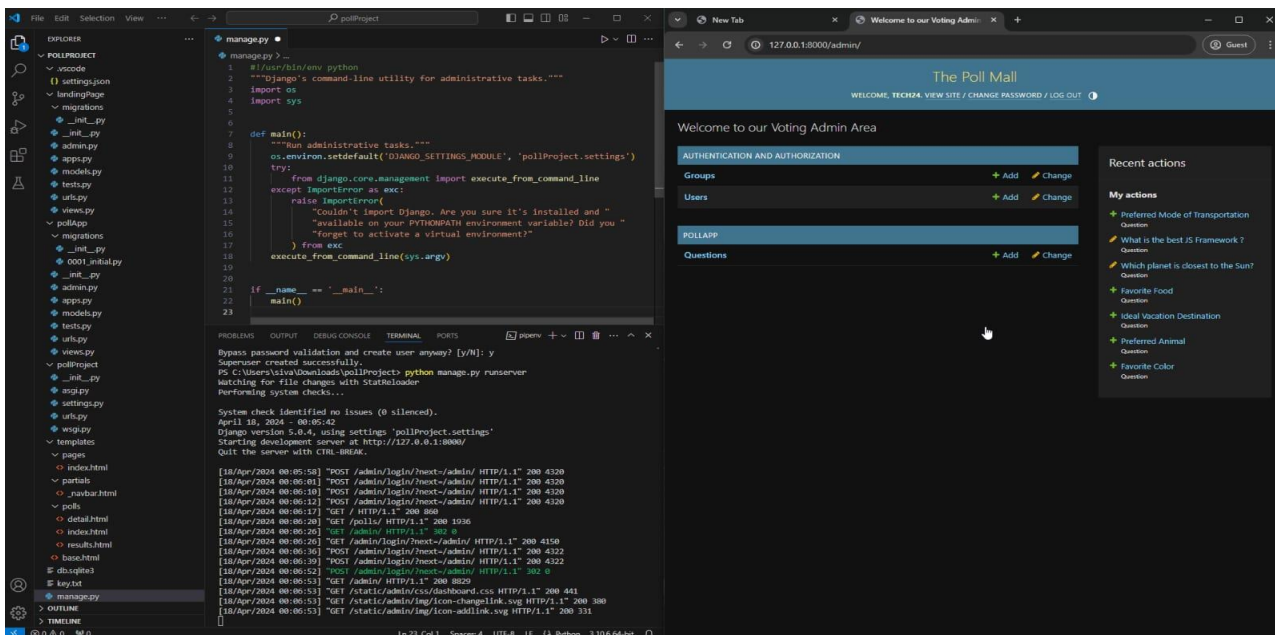 File Edit Selection View ...
pollProject
EXPLORER ...
POLLPROJECT
.vscode
{} settings.json
landingPage
migrations
__init__.py
__init__.py
admin.py
apps.py
models.py
tests.py
urls.py
views.py
pollApp
migrations
__init__.py
0001_initial.py
__init__.py
admin.py
apps.py
models.py
tests.py
urls.py
views.py
pollProject
__init__.py
asgi.py
settings.py
urls.py
wsgi.py
templates
pages
index.html
partials
_navbar.html
polls
detail.html
index.html
results.html
base.html
db.sqlite3
key.txt
manage.py
OUTLINE
TIMELINE
manage.py
manage.py > ...
1 #!/usr/bin/env python
2 """Django's command-line utility for administrative tasks."""
3 import os
4 import sys
5
6
7 def main():
8 """Run administrative tasks."""
9 os.environ.setdefault('DJANGO_SETTINGS_MODULE', 'pollProject.settings')
10 try:
11 from django.core.management import execute_from_command_line
12 except ImportError as exc:
13 raise ImportError(
14 "Couldn't import Django. Are you sure it's installed and "
15 "available on your PYTHONPATH environment variable? Did you "
16 "forget to activate a virtual environment?"
17 ) from exc
18 execute_from_command_line(sys.argv)
19
20
21 if __name__ == '__main__':
22 main()
23
PROBLEMS OUTPUT DEBUG CONSOLE TERMINAL PORTS pipenv
Bypass password validation and create user anyway? [y/N]: y
Superuser created successfully.
PS C:\Users\siva\Downloads\pollProject> python manage.py runserver
Watching for file changes with StatReloader
Performing system checks...
System check identified no issues (0 silenced).
April 18, 2024 - 00:05:42
Django version 5.0.4, using settings 'pollProject.settings'
Starting development server at http://127.0.0.1:8000/
Quit the server with CTRL-BREAK.
[18/Apr/2024 00:05:58] "POST /admin/login/?next=/admin/ HTTP/1.1" 200 4320
[18/Apr/2024 00:06:01] "POST /admin/login/?next=/admin/ HTTP/1.1" 200 4320
[18/Apr/2024 00:06:10] "POST /admin/login/?next=/admin/ HTTP/1.1" 200 4320
[18/Apr/2024 00:06:12] "POST /admin/login/?next=/admin/ HTTP/1.1" 200 4320
[18/Apr/2024 00:06:17] "GET / HTTP/1.1" 200 860
[18/Apr/2024 00:06:20] "GET /polls/ HTTP/1.1" 200 1936
[18/Apr/2024 00:06:26] "GET /admin/ HTTP/1.1" 302 0
[18/Apr/2024 00:06:26] "GET /admin/login/?next=/admin/ HTTP/1.1" 200 4150
[18/Apr/2024 00:06:36] "POST /admin/login/?next=/admin/ HTTP/1.1" 200 4322
[18/Apr/2024 00:06:39] "POST /admin/login/?next=/admin/ HTTP/1.1" 200 4322
[18/Apr/2024 00:06:52] "POST /admin/login/?next=/admin/ HTTP/1.1" 302 0
[18/Apr/2024 00:06:53] "GET /admin/ HTTP/1.1" 200 8829
[18/Apr/2024 00:06:53] "GET /static/admin/css/dashboard.css HTTP/1.1" 200 441
[18/Apr/2024 00:06:53] "GET /static/admin/img/icon-changelink.svg HTTP/1.1" 200 380
[18/Apr/2024 00:06:53] "GET /static/admin/img/icon-addlink.svg HTTP/1.1" 200 331
Ln 23, Col 1 Spaces: 4 UTF-8 LF Python 3.10.6 64-bit
New Tab
Welcome to our Voting Admin
127.0.0.1:8000/admin/
Guest
The Poll Mall
WELCOME, TECH24. VIEW SITE / CHANGE PASSWORD / LOG OUT
Welcome to our Voting Admin Area
AUTHENTICATION AND AUTHORIZATION
Groups + Add Change
Users + Add Change
POLLAPP
Questions + Add Change
Recent actions
My actions
Preferred Mode of Transportation
Question
What is the best JS Framework ?
Question
Which planet is closest to the Sun?
Question
Favorite Food
Question
Ideal Vacation Destination
Question
Preferred Animal
Question
Favorite Color
Question